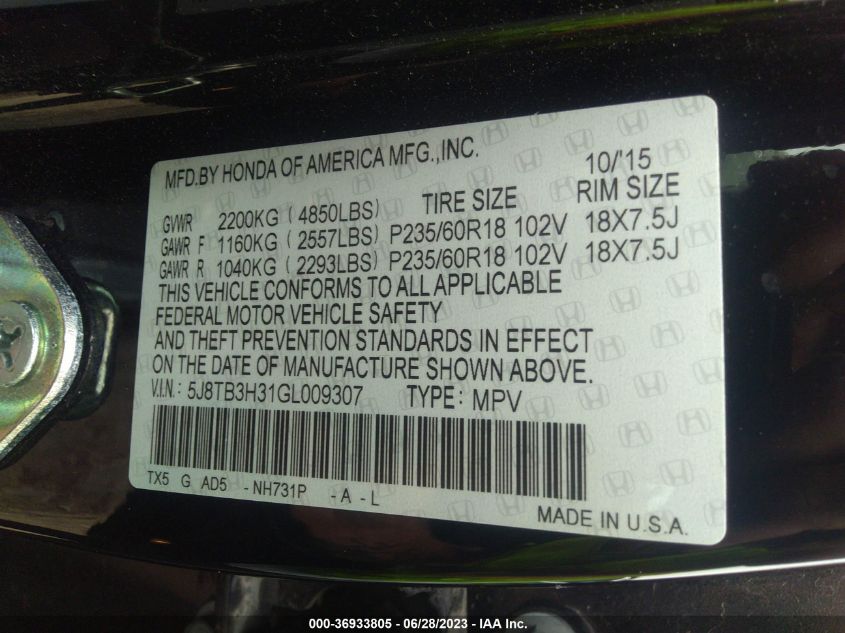 MFD.BY HONDA OF AMERICA MFG.,INC. 10/'15
GVWR 2200KG ( 4850LBS) TIRE SIZE RIM SIZE
GAWR F 1160KG ( 2557LBS) P235/60R18 102V 18X7.5J
GAWR R 1040KG ( 2293LBS) P235/60R18 102V 18X7.5J
THIS VEHICLE CONFORMS TO ALL APPLICABLE
FEDERAL MOTOR VEHICLE SAFETY
AND THEFT PREVENTION STANDARDS IN EFFECT
ON THE DATE OF MANUFACTURE SHOWN ABOVE.
V.I.N.: 5J8TB3H31GL009307 TYPE: MPV
TX5 G AD5 -NH731P -A-L
MADE IN U.S.A.
000-36933805 / 06/28/2023 - IAA Inc.